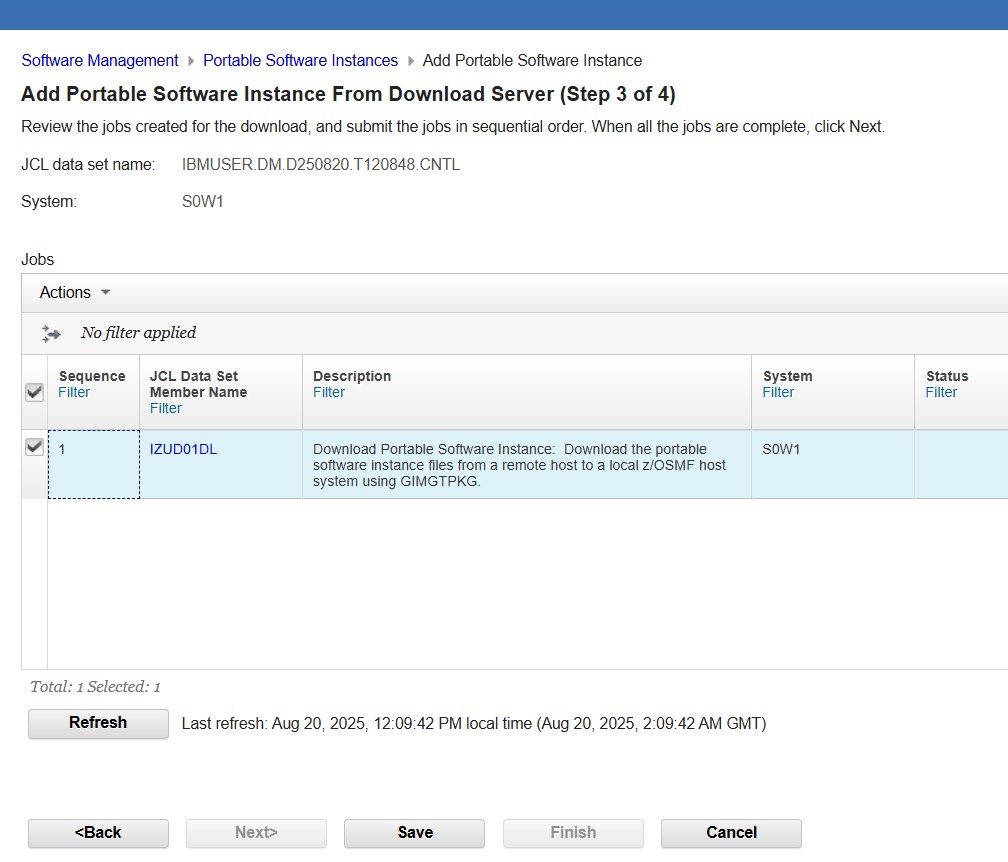 Software Management Portable Software Instances Add Portable Software Instance
Add Portable Software Instance From Download Server (Step 3 of 4)
Review the jobs created for the download, and submit the jobs in sequential order. When all the jobs are complete, click Next.
JCL data set name: IBMUSER.DM.D250820.T120848.CNTL
System: S0W1
Jobs
Actions
No filter applied
Sequence
Filter
JCL Data Set
Member Name
Filter
Description
Filter
System
Filter
Status
Filter
1
IZUD01DL
Download Portable Software Instance:  Download the portable
software instance files from a remote host to a local z/OSMF host
system using GIMGTPKG.
S0W1
Total: 1 Selected: 1
Refresh Last refresh: Aug 20, 2025, 12:09:42 PM local time (Aug 20, 2025, 2:09:42 AM GMT)
<Back Next> Save Finish Cancel